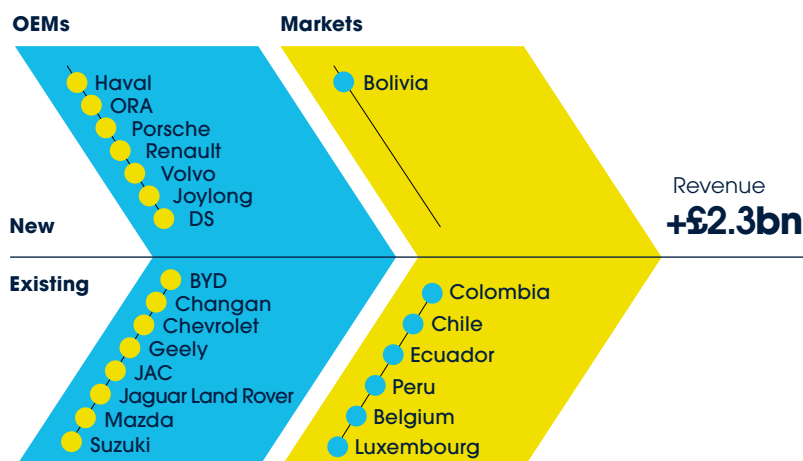 OEMs
Markets
Haval
ORA
Porsche
Renault
Volvo
Joylong
DS
Bolivia
Revenue
+£2.3bn
New
Existing
BYD
Changan
Chevrolet
Geely
JAC
Jaguar Land Rover
Mazda
Suzuki
Colombia
Chile
Ecuador
Peru
Belgium
Luxembourg